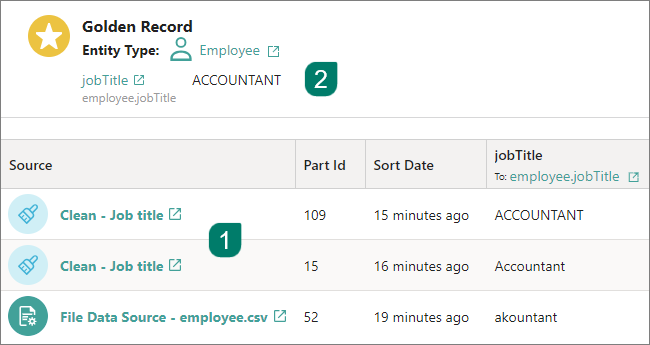 Golden Record
Entity Type: Employee
jobTitle ACCOUNTANT
employee.jobTitle
2
Source Part Id Sort Date jobTitle
To: employee.jobTitle
Clean - Job title 109 15 minutes ago ACCOUNTANT
1
Clean - Job title 15 16 minutes ago Accountant
File Data Source - employee.csv 52 19 minutes ago akountant